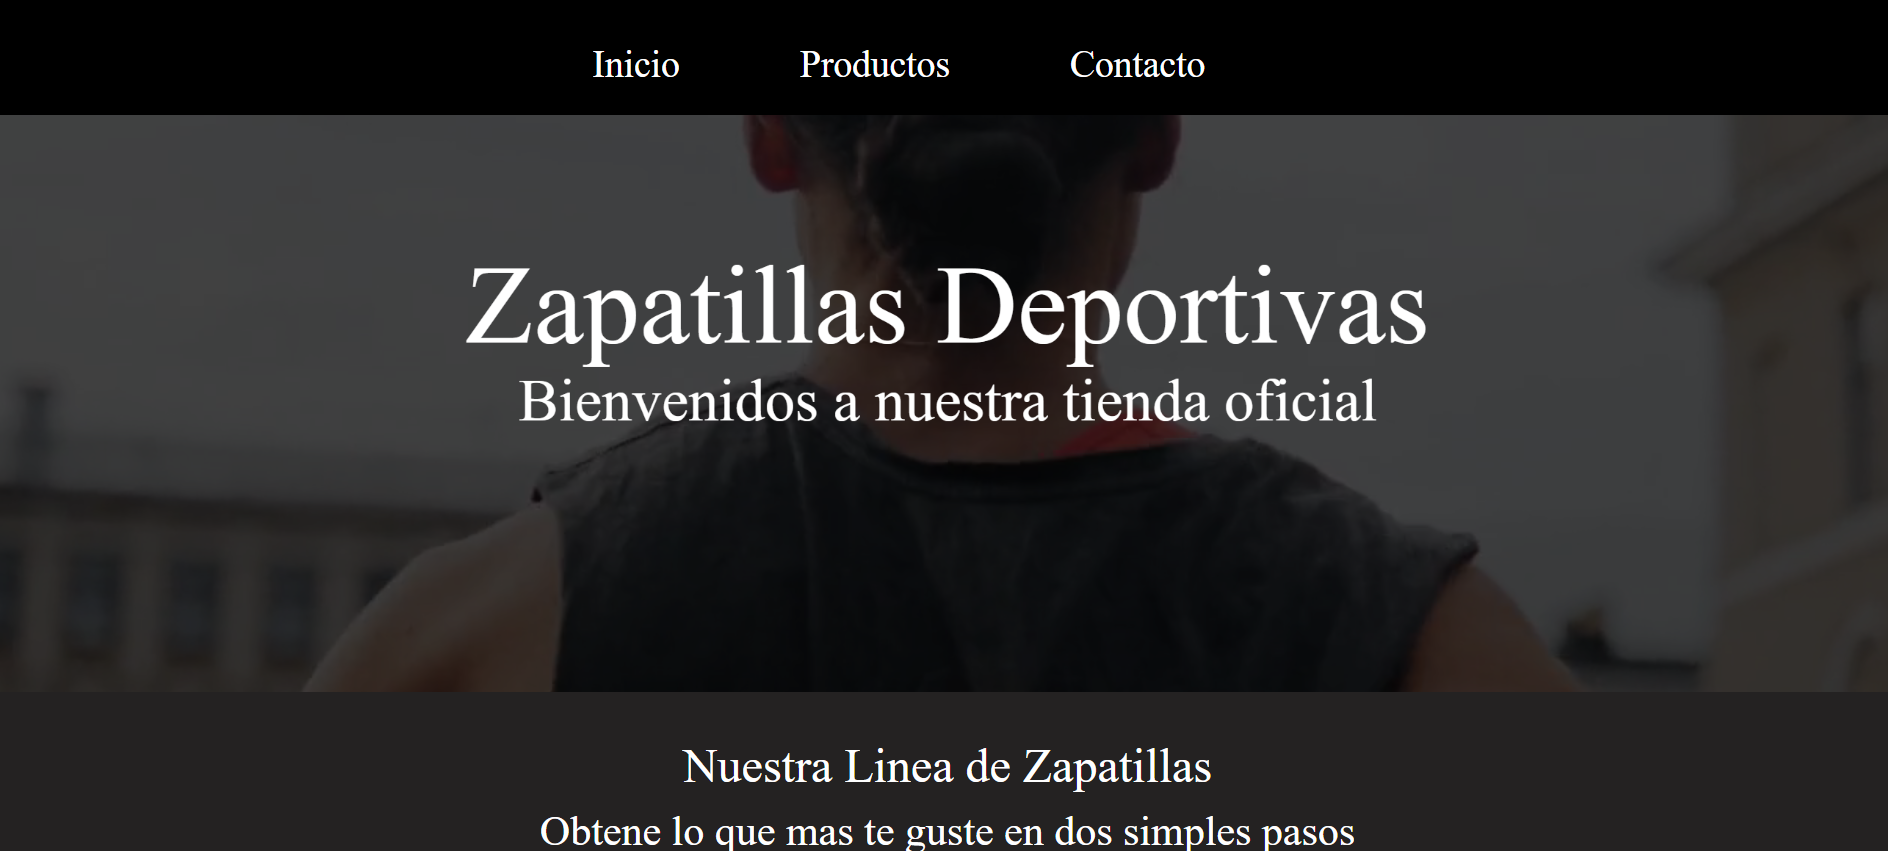 Inicio Productos Contacto
Zapatillas Deportivas
Bienvenidos a nuestra tienda oficial
Nuestra Linea de Zapatillas
Obtene lo que mas te guste en dos simples pasos